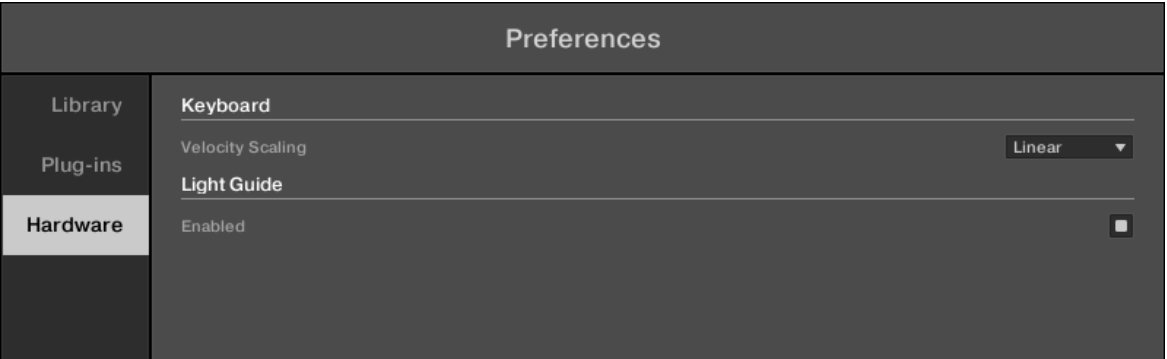 Preferences
Library
Plug-ins
Hardware
Keyboard
Velocity Scaling
Linear
Light Guide
Enabled